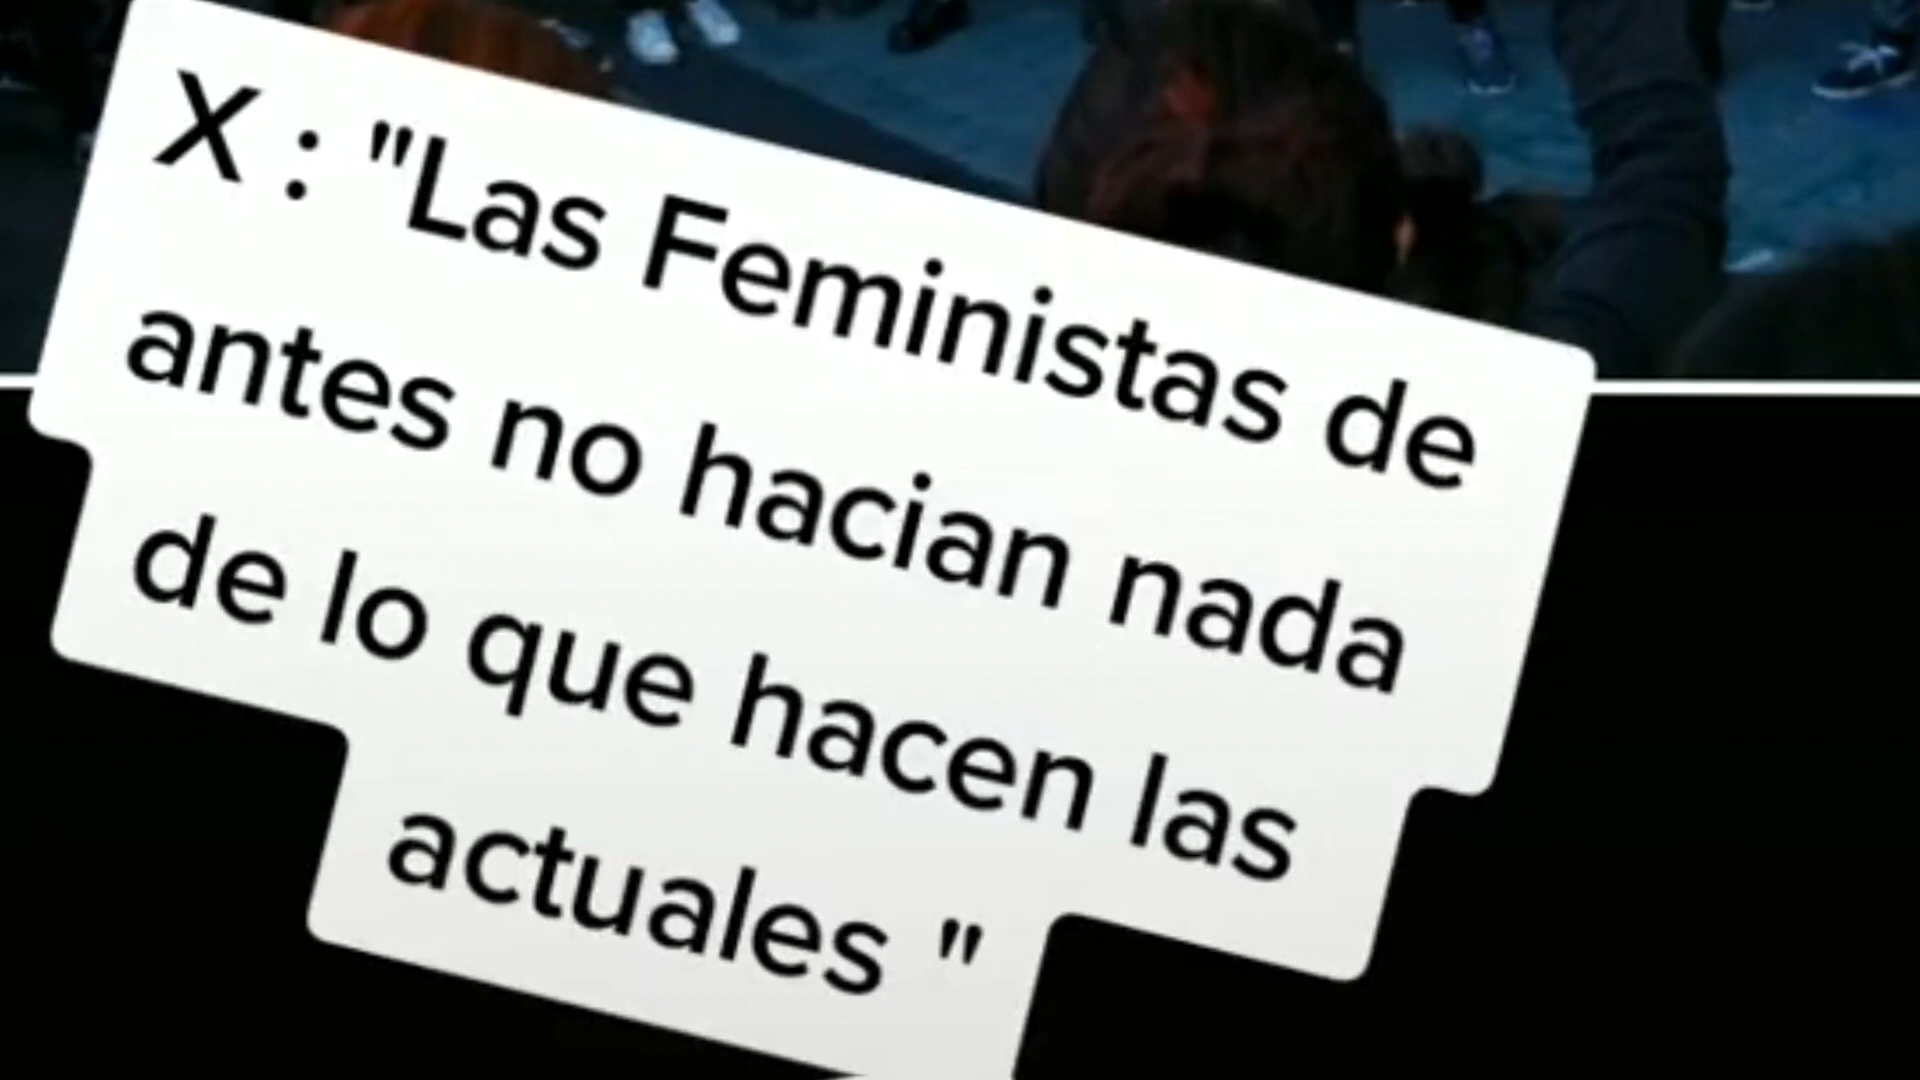 X : "Las Feministas de
antes no hacian nada
de lo que hacen las
actuales "